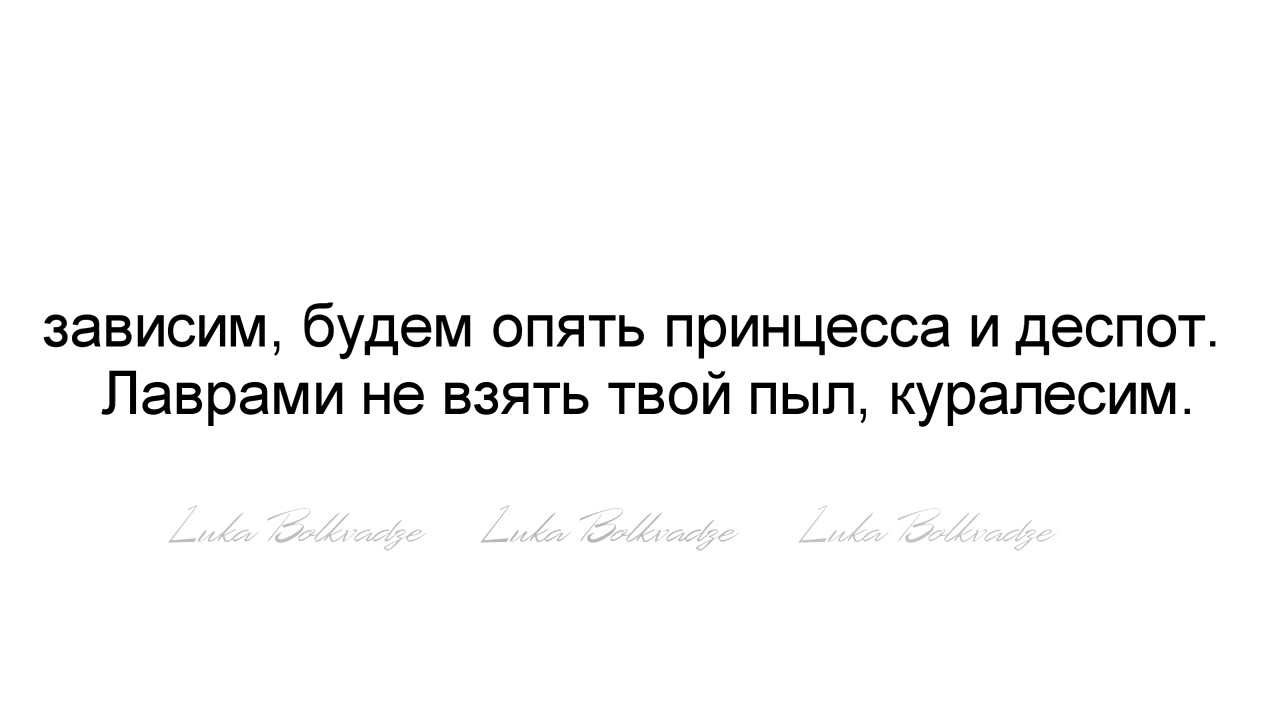 зависим, будем опять принцесса и деспот.
Лаврами не взять твой пыл, куралесим.
Luka Bolkvadze Luka Bolkvadze Luka Bolkvadze